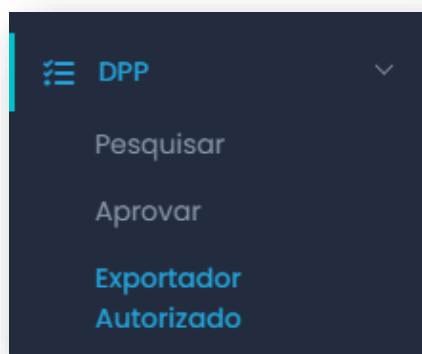 DPP
Pesquisar
Aprovar
Exportador
Autorizado